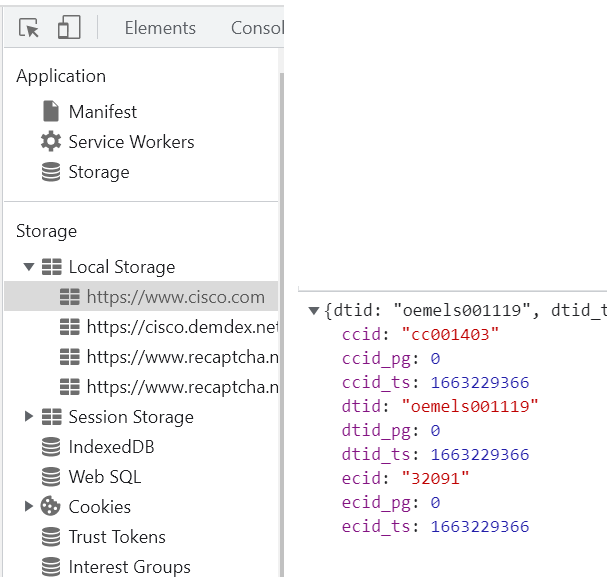 Elements Consol
Application
Manifest
Service Workers
Storage
Storage
Local Storage
https://www.cisco.com
https://cisco.demdex.net
https://www.recaptcha.n
https://www.recaptcha.n
Session Storage
IndexedDB
Web SQL
Cookies
Trust Tokens
Interest Groups
{dtid: "oemels001119", dtid_t
ccid: "cc001403"
ccid_pg: 0
ccid_ts: 1663229366
dtid: "oemels001119"
dtid_pg: 0
dtid_ts: 1663229366
ecid: "32091"
ecid_pg: 0
ecid_ts: 1663229366